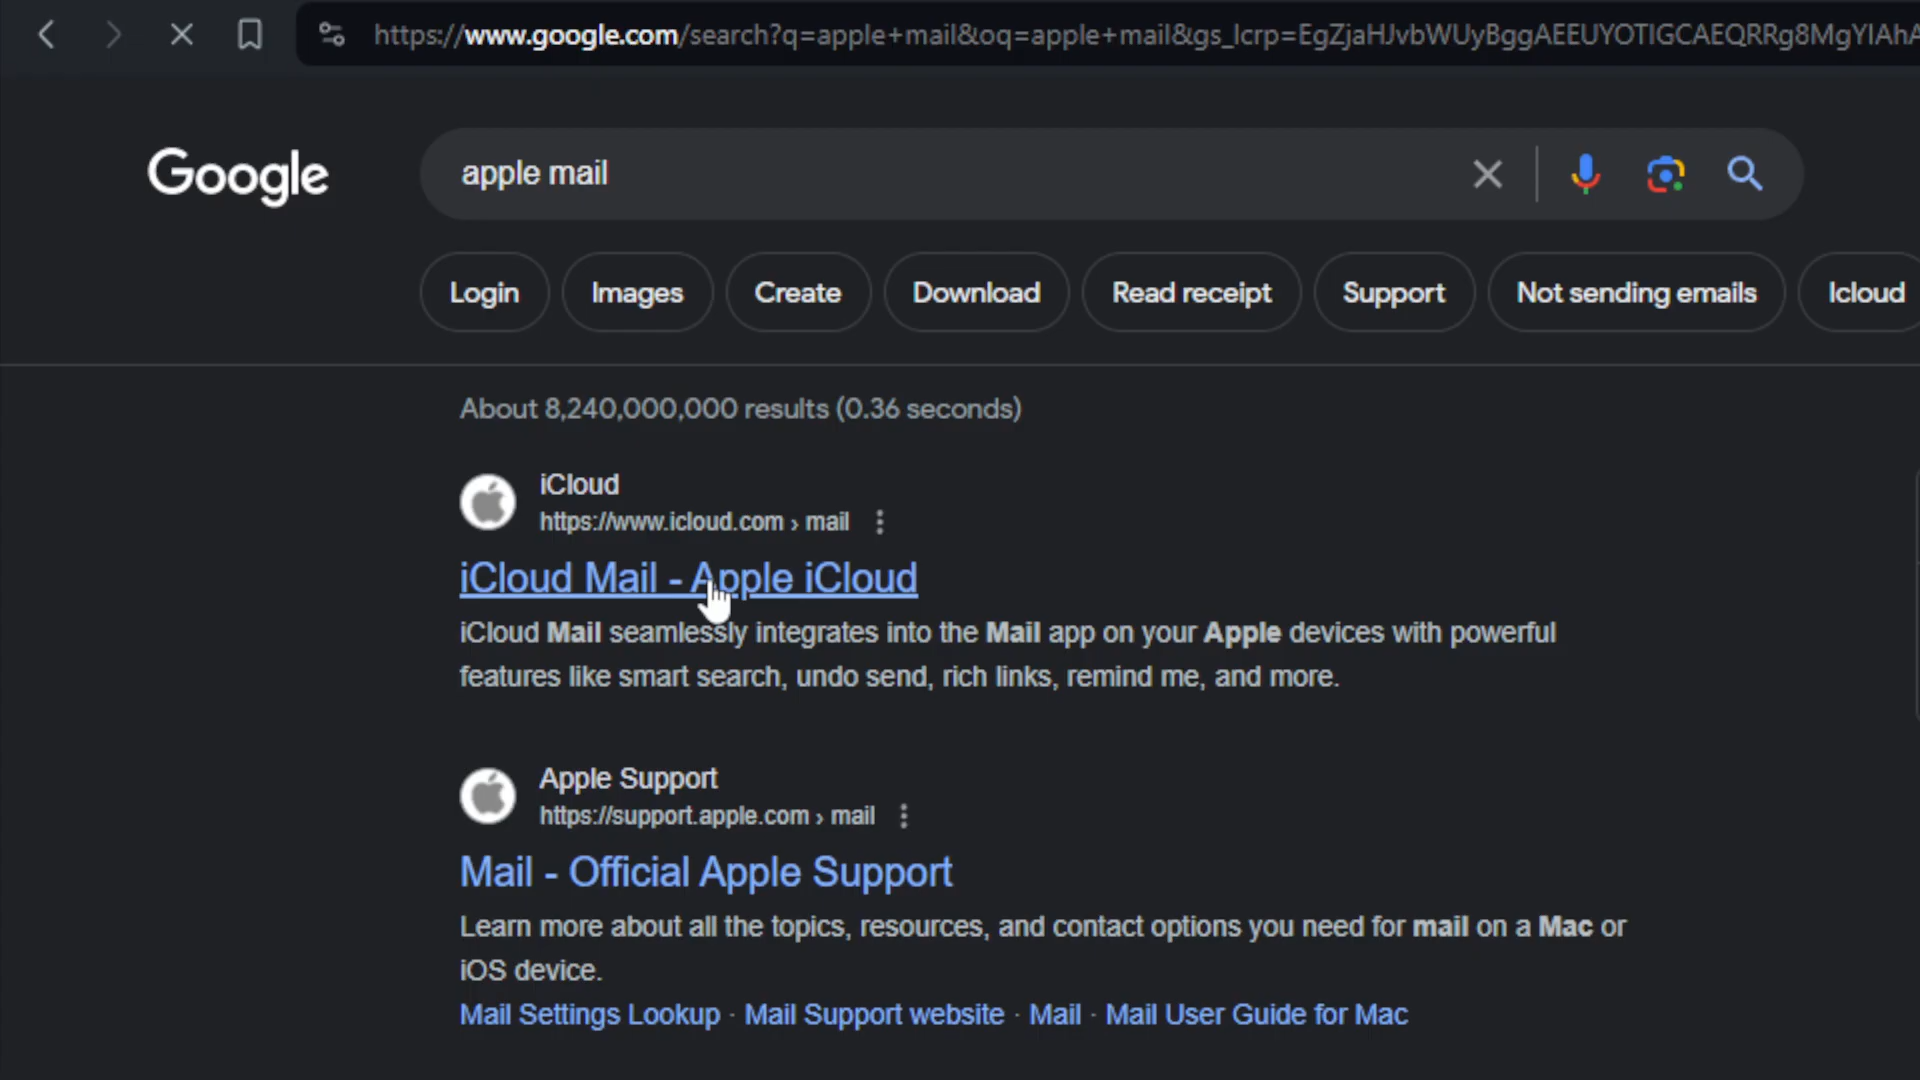 https://www.google.com/search?q=apple+mail&oq=apple+mail&gs_lcrp=EgZjaHJvbWUyBggAEEUYOTIGCAEQRRg8MgYIAhA
Google
apple mail
Login Images Create Download Read receipt Support Not sending emails Icloud
About 8,240,000,000 results (0.36 seconds)
iCloud
https://www.icloud.com › mail
iCloud Mail - Apple iCloud
iCloud Mail seamlessly integrates into the Mail app on your Apple devices with powerful
features like smart search, undo send, rich links, remind me, and more.
Apple Support
https://support.apple.com › mail
Mail - Official Apple Support
Learn more about all the topics, resources, and contact options you need for mail on a Mac or
iOS device.
Mail Settings Lookup · Mail Support website · Mail · Mail User Guide for Mac